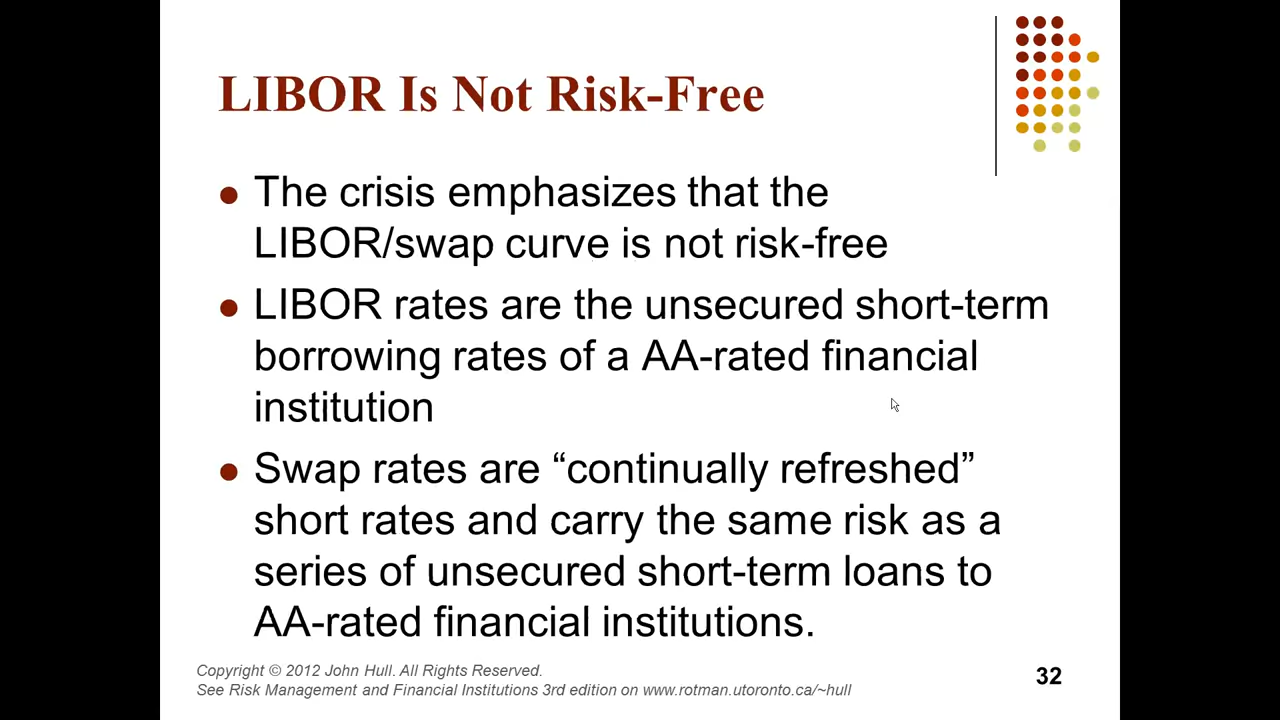 LIBOR Is Not Risk-Free
The crisis emphasizes that the
LIBOR/swap curve is not risk-free
LIBOR rates are the unsecured short-term
borrowing rates of a AA-rated financial
institution
Swap rates are “continually refreshed”
short rates and carry the same risk as a
series of unsecured short-term loans to
AA-rated financial institutions.
Copyright © 2012 John Hull. All Rights Reserved.
See Risk Management and Financial Institutions 3rd edition on www.rotman.utoronto.ca/~hull
32